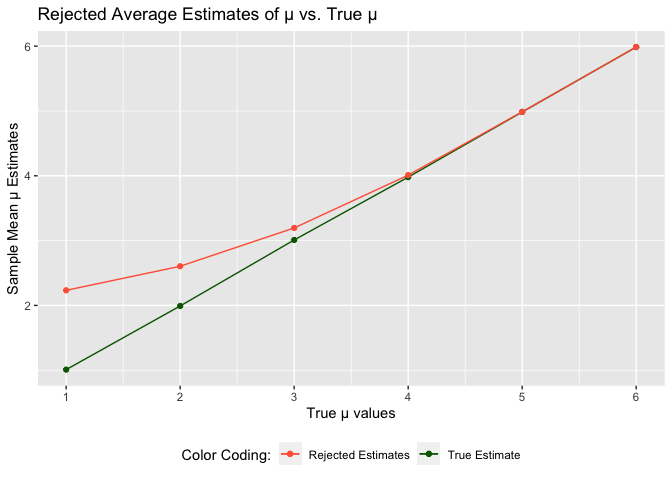 Rejected Average Estimates of μ vs. True μ
6
4
2
Sample Mean μ Estimates
1 2 3 4 5 6
True μ values
Color Coding: Rejected Estimates True Estimate